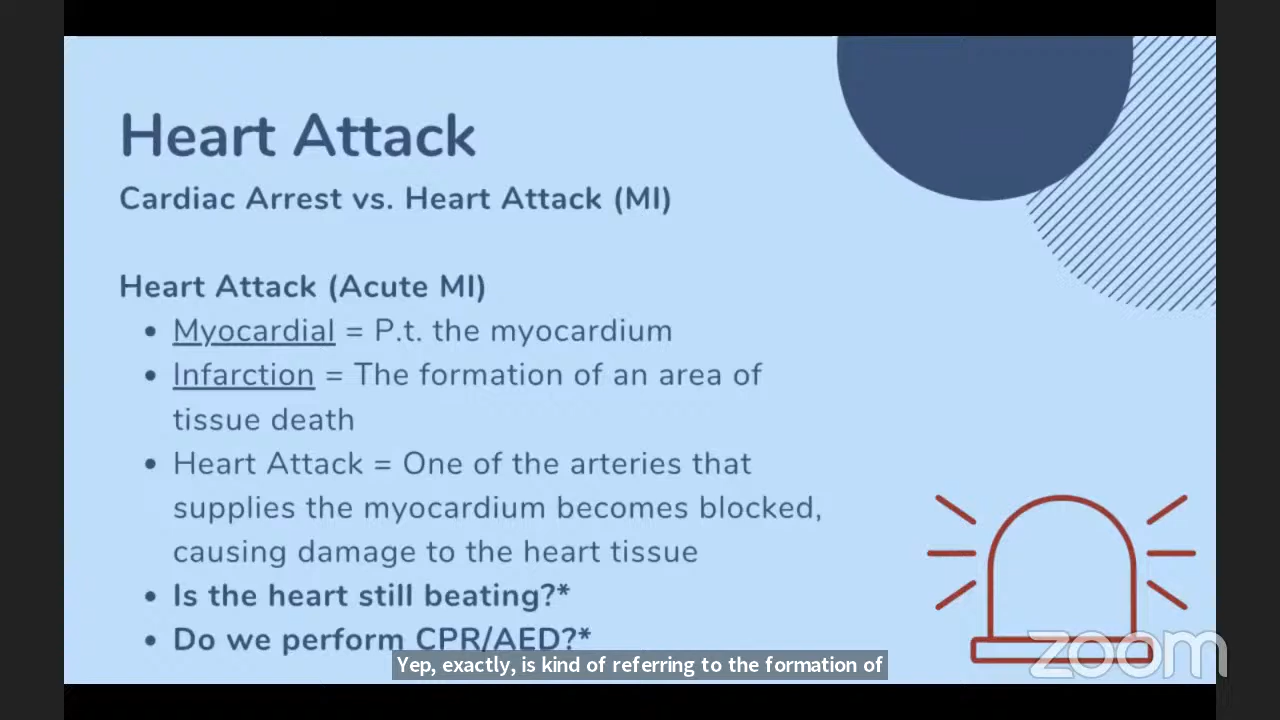 Heart Attack
Cardiac Arrest vs. Heart Attack (MI)
Heart Attack (Acute MI)
• Myocardial = P.t. the myocardium
• Infarction = The formation of an area of
tissue death
• Heart Attack = One of the arteries that
supplies the myocardium becomes blocked,
causing damage to the heart tissue
• Is the heart still beating?*
• Do we perform CPR/AED?*
Yep, exactly, is kind of referring to the formation of
zoom